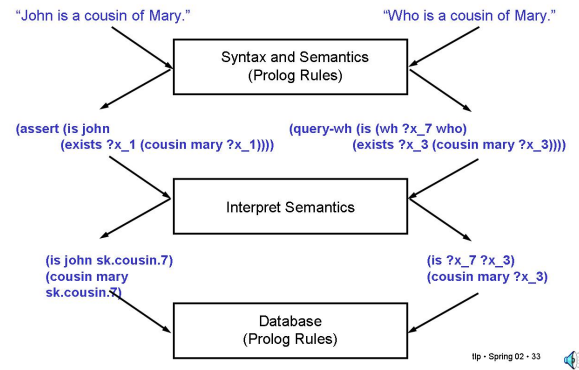 “John is a cousin of Mary.”
“Who is a cousin of Mary.”
Syntax and Semantics
(Prolog Rules)
(assert (is john
(exists ?x_1 (cousin mary ?x_1))))
(query-wh (is (wh ?x_7 who)
(exists ?x_3 (cousin mary ?x_3))))
Interpret Semantics
(is john sk.cousin.7)
(cousin mary
sk.cousin.7)
(is ?x_7 ?x_3)
(cousin mary ?x_3)
Database
(Prolog Rules)
tlp • Spring 02 • 33